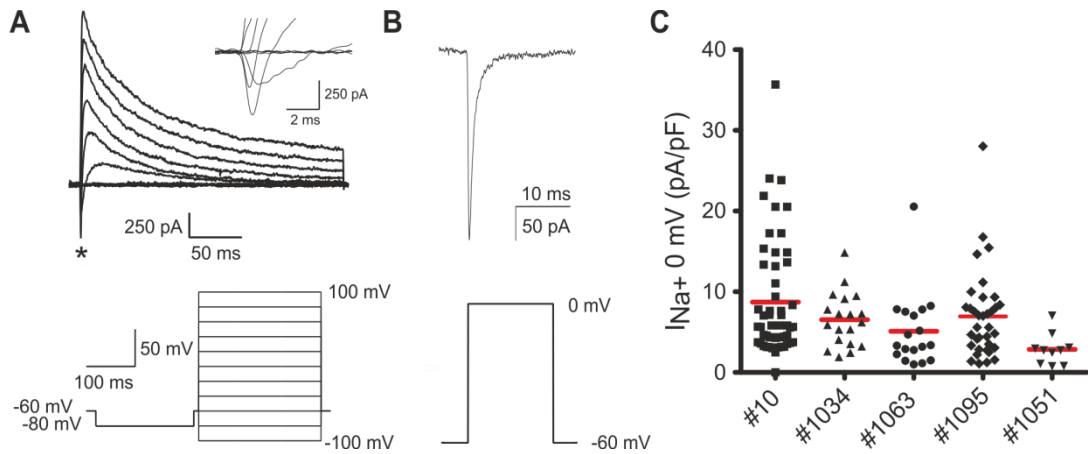 A
250 pA
2 ms
250 pA
50 ms
*
100 mV
50 mV
100 ms
-60 mV
-80 mV
-100 mV
B
10 ms
50 pA
0 mV
-60 mV
C
I Na+ 0 mV (pA/pF)
40
30
20
10
0
#10
#1034
#1063
#1095
#1051